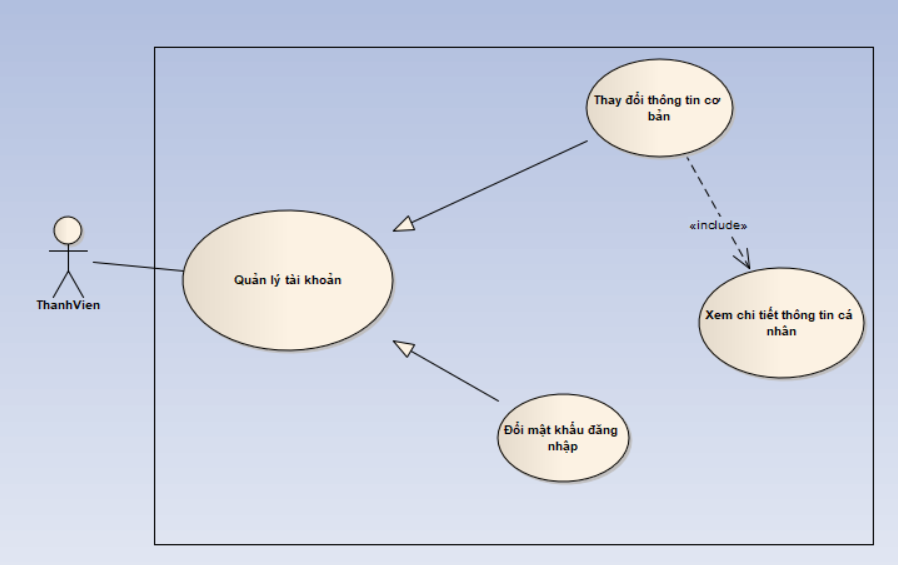 Thay đổi thông tin cơ
bản
«include»
ThanhVien
Quản lý tài khoản
Xem chi tiết thông tin cá
nhân
Đổi mật khẩu đăng
nhập